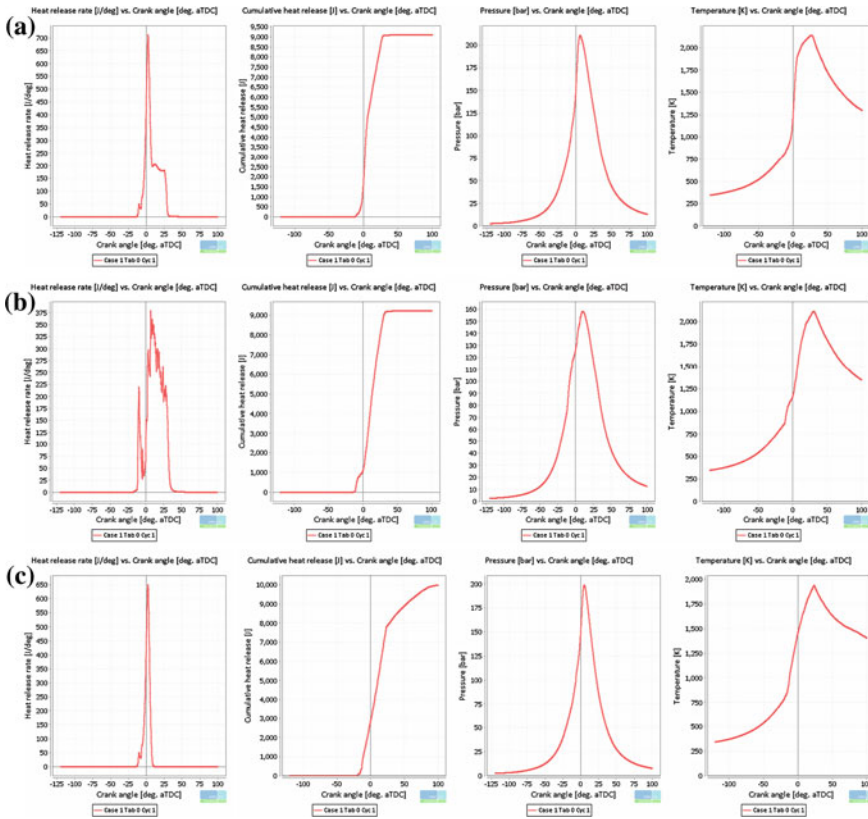 (a)
Heat release rate [J/deg] vs. Crank angle [deg. aTDC]
Heat release rate [J/deg]
700
650
600
550
500
450
400
350
300
250
200
150
100
50
0
-125 -100 -75 -50 -25 0 25 50 75 100
Crank angle [deg. aTDC]
Case 1 Tab 0 Cyc 1
Cumulative heat release [J] vs. Crank angle [deg. aTDC]
Cumulative heat release [J]
9,500
9,000
8,500
8,000
7,500
7,000
6,500
6,000
5,500
5,000
4,500
4,000
3,500
3,000
2,500
2,000
1,500
1,000
500
0
-100 -75 -50 -25 0 25 50 75 100
Crank angle [deg. aTDC]
Case 1 Tab 0 Cyc 1
Pressure [bar] vs. Crank angle [deg. aTDC]
Pressure [bar]
200
175
150
125
100
75
50
25
0
-125 -100 -75 -50 -25 0 25 50 75 100
Crank angle [deg. aTDC]
Case 1 Tab 0 Cyc 1
Temperature [K] vs. Crank angle [deg. aTDC]
Temperature [K]
2,000
1,750
1,500
1,250
1,000
750
500
250
0
-100 -50 0 50 100
Crank angle [deg. aTDC]
Case 1 Tab 0 Cyc 1
(b)
Heat release rate [J/deg] vs. Crank angle [deg. aTDC]
Heat release rate [J/deg]
375
350
325
300
275
250
225
200
175
150
125
100
75
50
25
0
-125 -100 -75 -50 -25 0 25 50 75 100
Crank angle [deg. aTDC]
Case 1 Tab 0 Cyc 1
Cumulative heat release [J] vs. Crank angle [deg. aTDC]
Cumulative heat release [J]
9,000
8,000
7,000
6,000
5,000
4,000
3,000
2,000
1,000
0
-100 -75 -50 -25 0 25 50 75 100
Crank angle [deg. aTDC]
Case 1 Tab 0 Cyc 1
Pressure [bar] vs. Crank angle [deg. aTDC]
Pressure [bar]
160
150
140
130
120
110
100
90
80
70
60
50
40
30
20
10
0
-125 -100 -75 -50 -25 0 25 50 75 100
Crank angle [deg. aTDC]
Case 1 Tab 0 Cyc 1
Temperature [K] vs. Crank angle [deg. aTDC]
Temperature [K]
2,000
1,750
1,500
1,250
1,000
750
500
250
0
-100 -50 0 50 100
Crank angle [deg. aTDC]
Case 1 Tab 0 Cyc 1
(c)
Heat release rate [J/deg] vs. Crank angle [deg. aTDC]
Heat release rate [J/deg]
650
600
550
500
450
400
350
300
250
200
150
100
50
0
-125 -100 -75 -50 -25 0 25 50 75 100
Crank angle [deg. aTDC]
Case 1 Tab 0 Cyc 1
Cumulative heat release [J] vs. Crank angle [deg. aTDC]
Cumulative heat release [J]
10,000
9,000
8,000
7,000
6,000
5,000
4,000
3,000
2,000
1,000
0
-100 -50 0 50 100
Crank angle [deg. aTDC]
Case 1 Tab 0 Cyc 1
Pressure [bar] vs. Crank angle [deg. aTDC]
Pressure [bar]
200
175
150
125
100
75
50
25
0
-125 -100 -75 -50 -25 0 25 50 75 100
Crank angle [deg. aTDC]
Case 1 Tab 0 Cyc 1
Temperature [K] vs. Crank angle [deg. aTDC]
Temperature [K]
2,000
1,750
1,500
1,250
1,000
750
500
250
0
-100 -50 0 50 100
Crank angle [deg. aTDC]
Case 1 Tab 0 Cyc 1